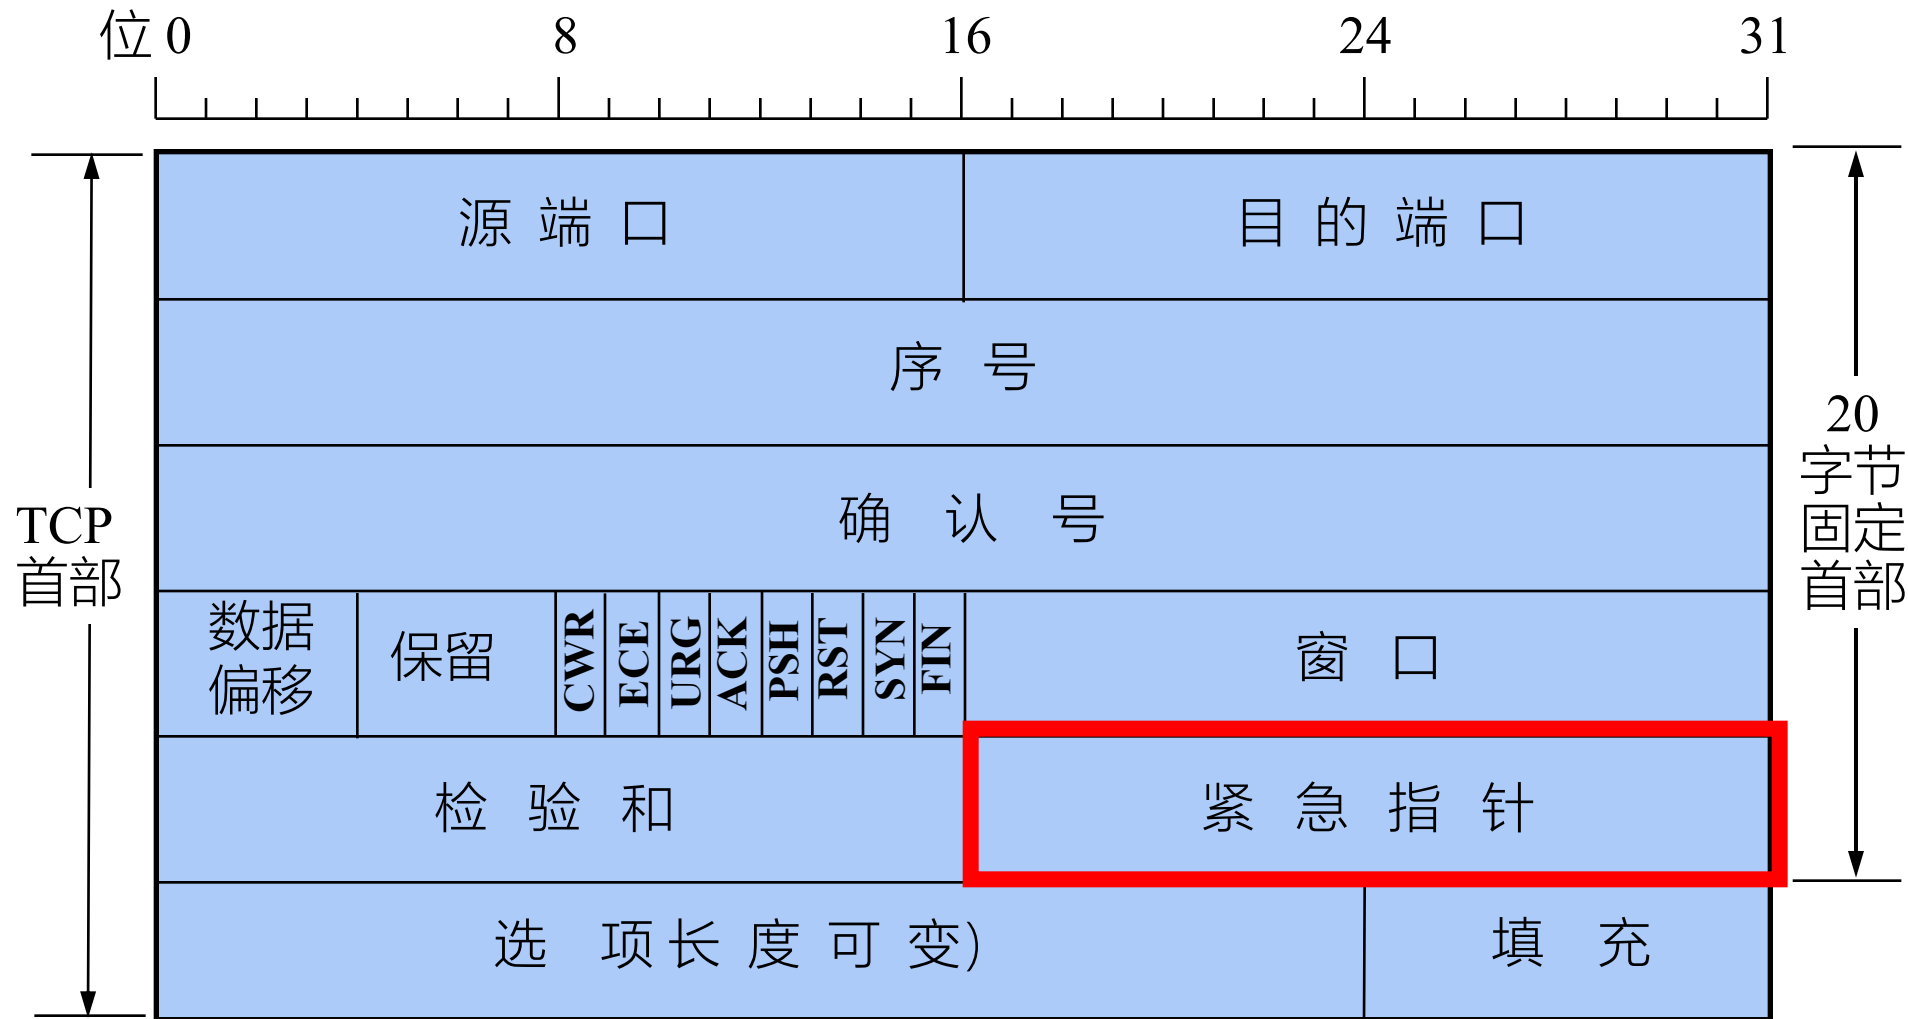 位 0 8 16 24 31
源端口 目的端口
序号
确认号
TCP
首部
20
字节
固定
首部
数据
偏移
保留 CWR ECE URG ACK PSH RST SYN FIN 窗口
检验和 紧急指针
选项长度可变) 填充